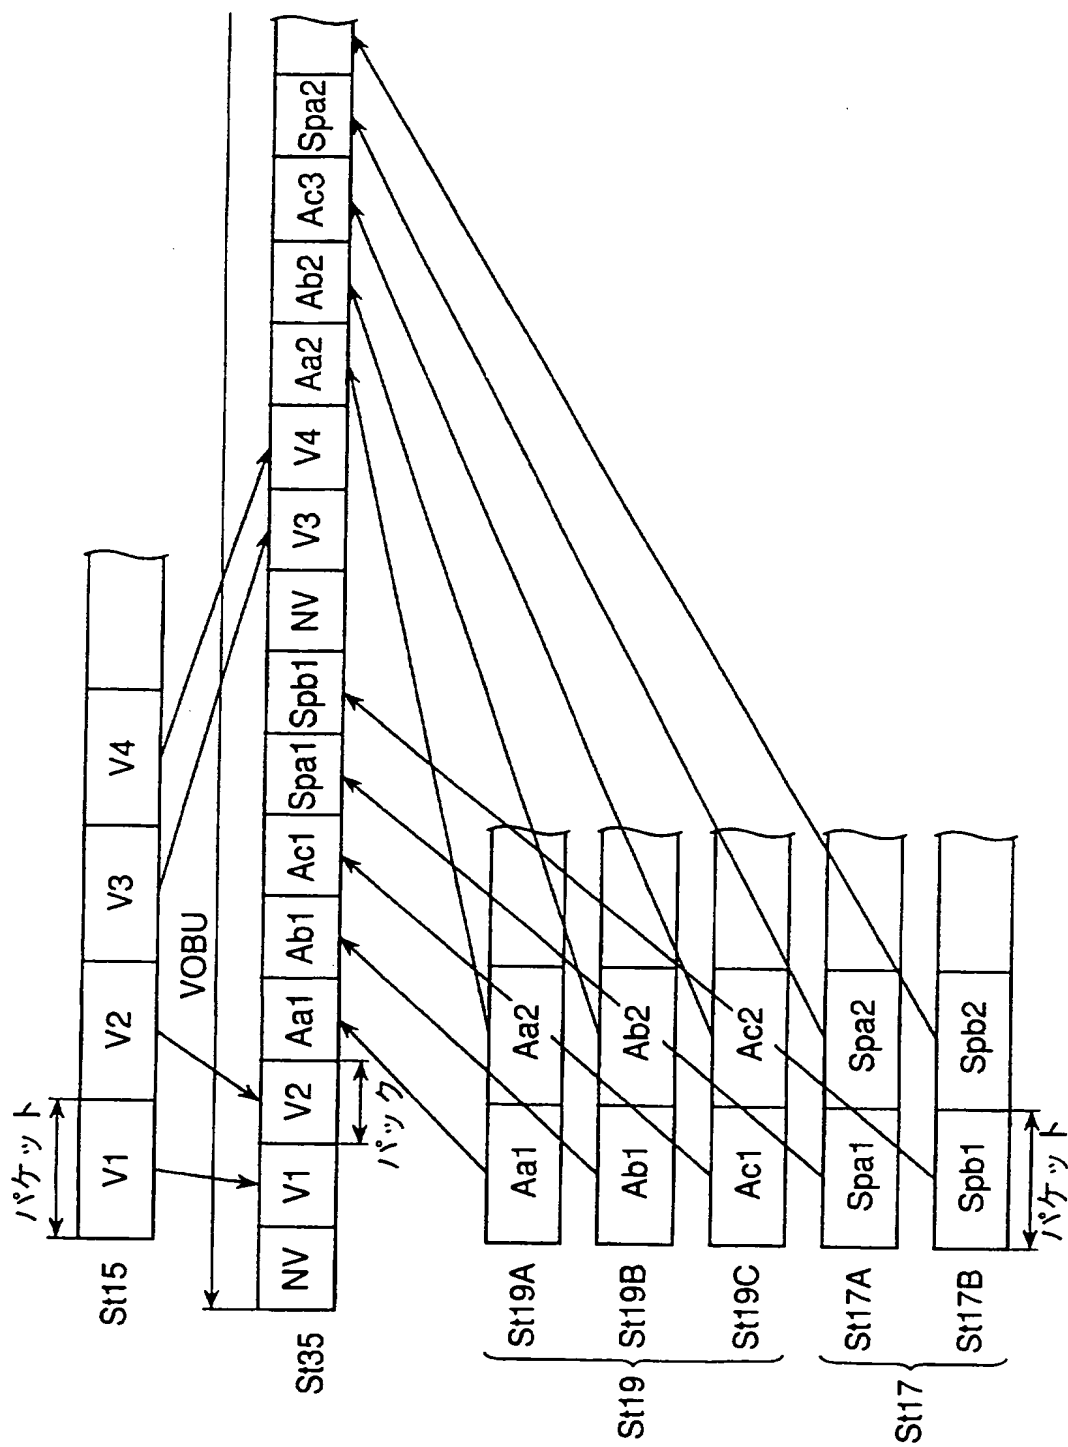 パケット
St15
V1
V2
V3
V4
VOBU
St35
NV
V1
V2
Aa1
Ab1
Ac1
Spa1
Spb1
NV
V3
V4
Aa2
Ab2
Ac3
Spa2
パック
St19
St19A
Aa1
Aa2
St19B
Ab1
Ab2
St19C
Ac1
Ac2
St17
St17A
Spa1
Spa2
St17B
Spb1
Spb2
パケット